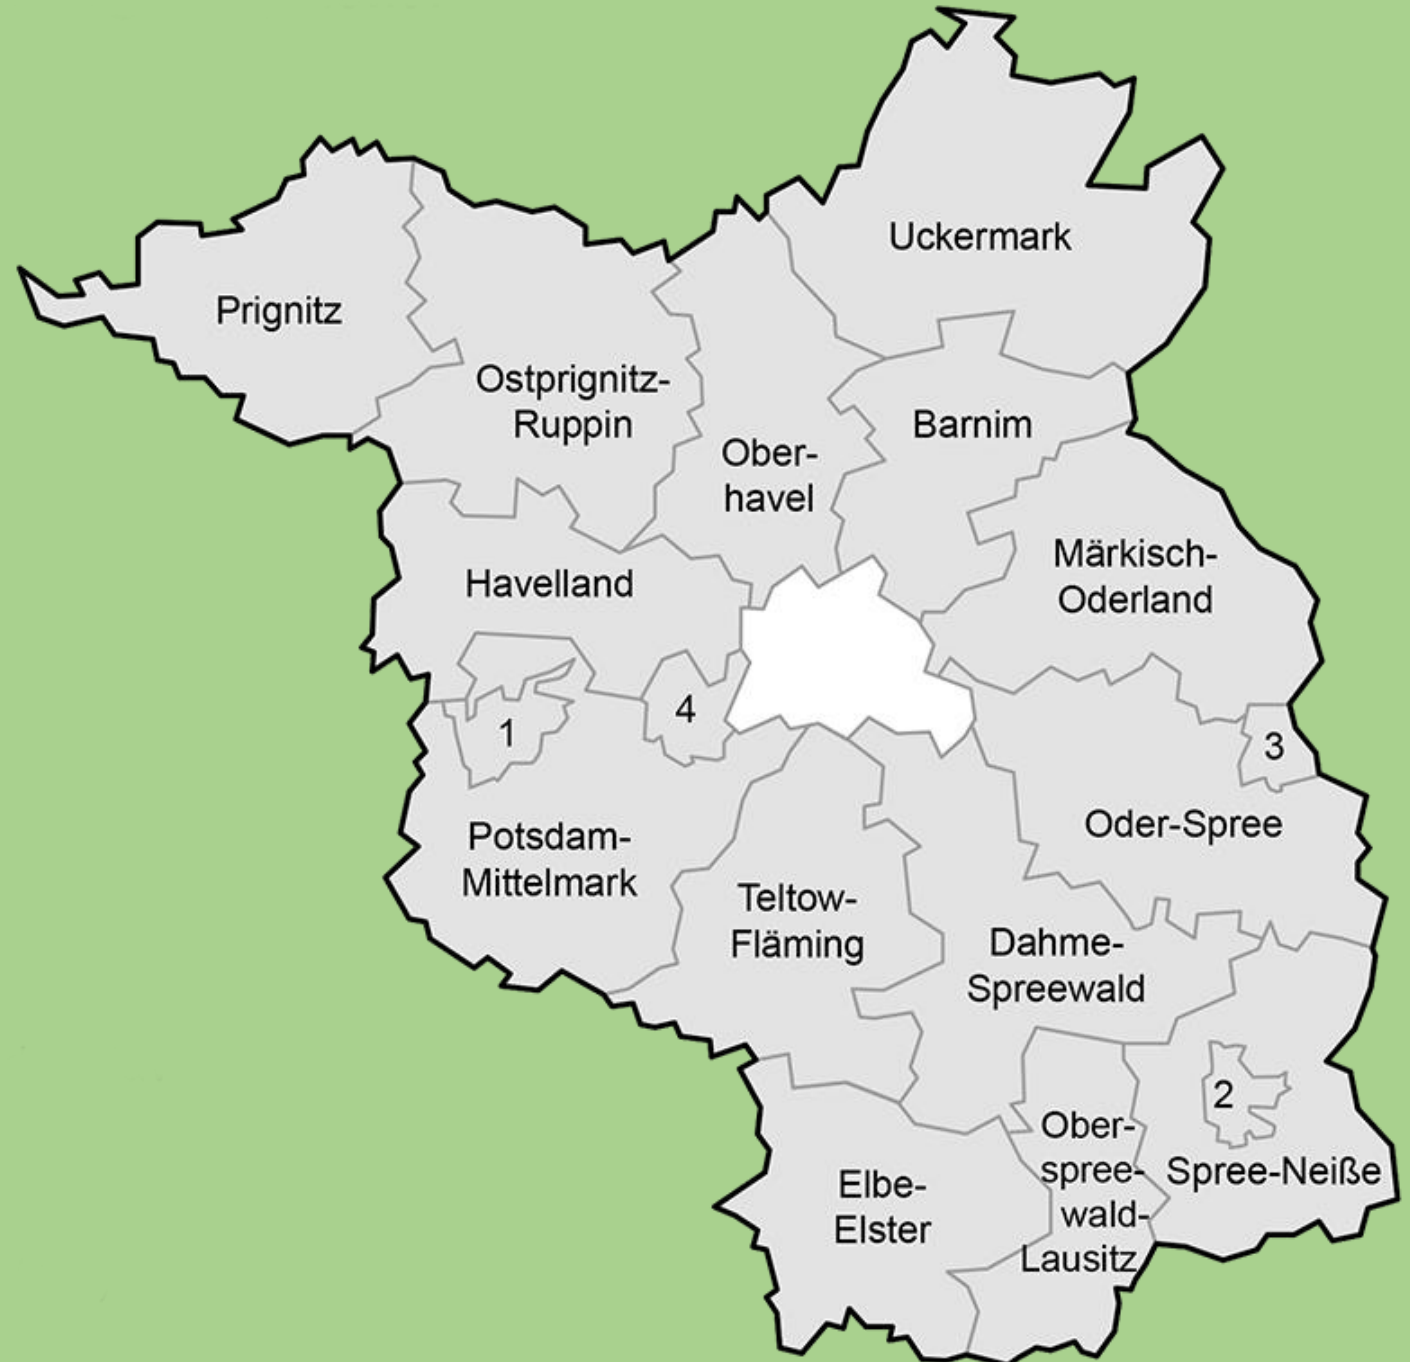 Uckermark
Prignitz
Ostprignitz-
Ruppin
Barnim
Ober-
havel
Märkisch-
Oderland
Havelland
4
1
3
Oder-Spree
Potsdam-
Mittelmark
Teltow-
Fläming
Dahme-
Spreewald
2
Ober-
spree-
wald-
Lausitz
Spree-Neiße
Elbe-
Elster